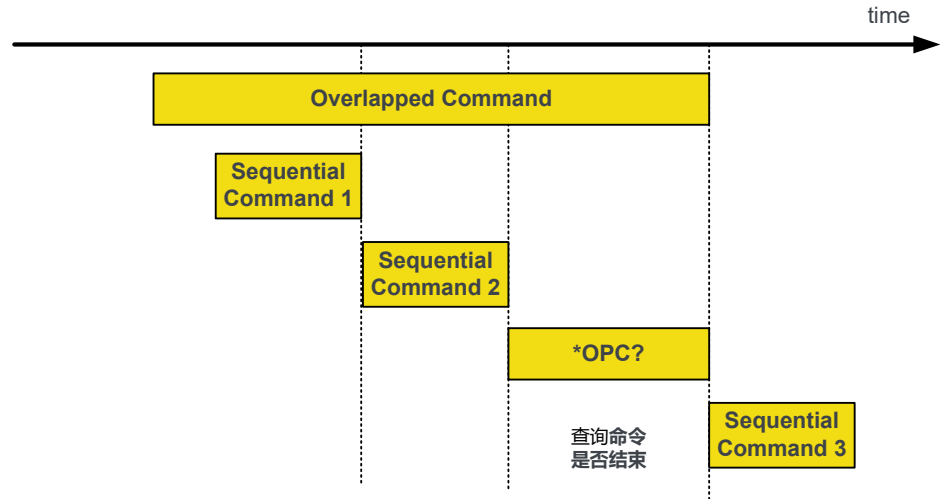 time
Overlapped Command
Sequential
Command 1
Sequential
Command 2
*OPC?
查询命令
是否结束
Sequential
Command 3